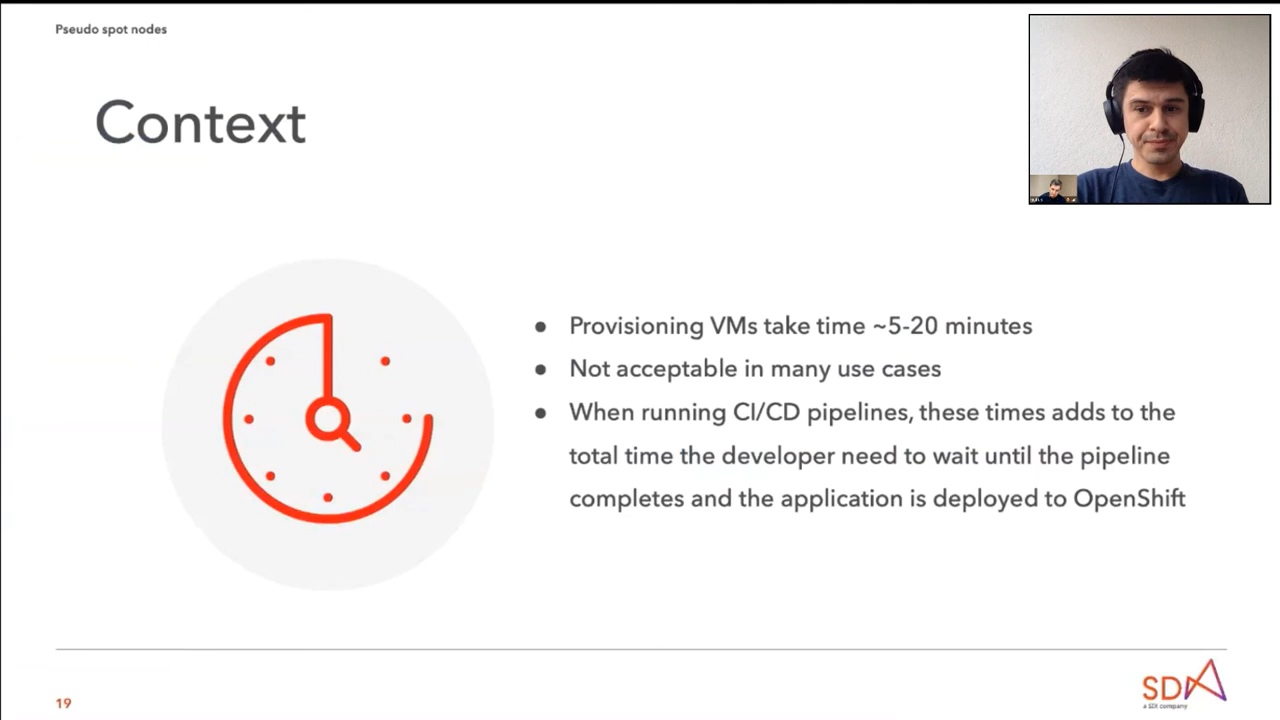 Pseudo spot nodes
Context
● Provisioning VMs take time ~5-20 minutes
● Not acceptable in many use cases
● When running CI/CD pipelines, these times adds to the
total time the developer need to wait until the pipeline
completes and the application is deployed to OpenShift
19
SDA
a SIX company